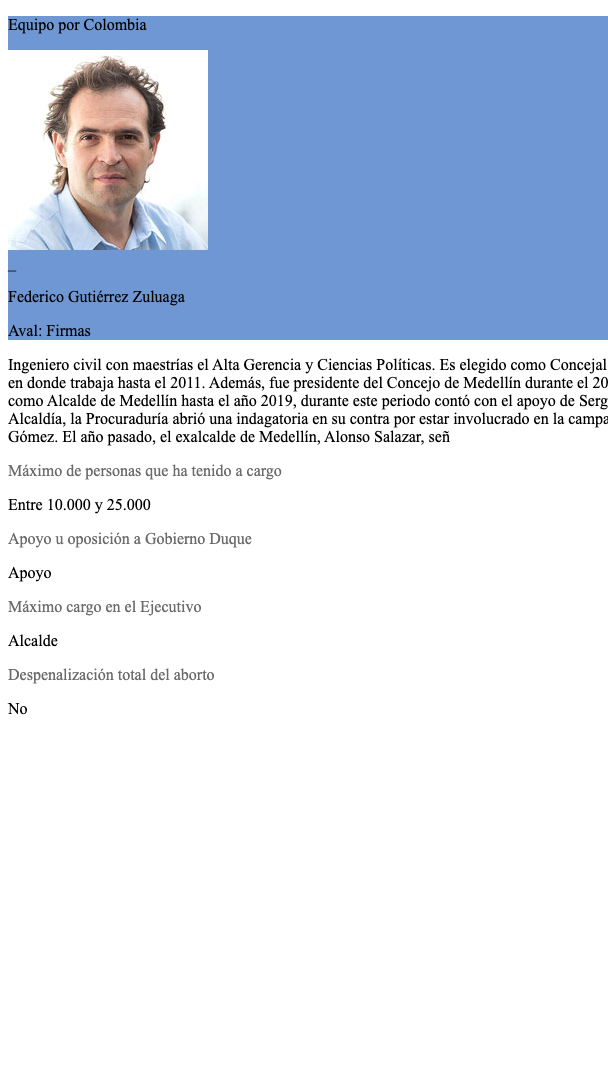 Equipo por Colombia
_
Federico Gutiérrez Zuluaga
Aval: Firmas
Ingeniero civil con maestrías el Alta Gerencia y Ciencias Políticas. Es elegido como Concejal
en donde trabaja hasta el 2011. Además, fue presidente del Concejo de Medellín durante el 20
como Alcalde de Medellín hasta el año 2019, durante este periodo contó con el apoyo de Serg
Alcaldía, la Procuraduría abrió una indagatoria en su contra por estar involucrado en la campa
Gómez. El año pasado, el exalcalde de Medellín, Alonso Salazar, señ
Máximo de personas que ha tenido a cargo
Entre 10.000 y 25.000
Apoyo u oposición a Gobierno Duque
Apoyo
Máximo cargo en el Ejecutivo
Alcalde
Despenalización total del aborto
No